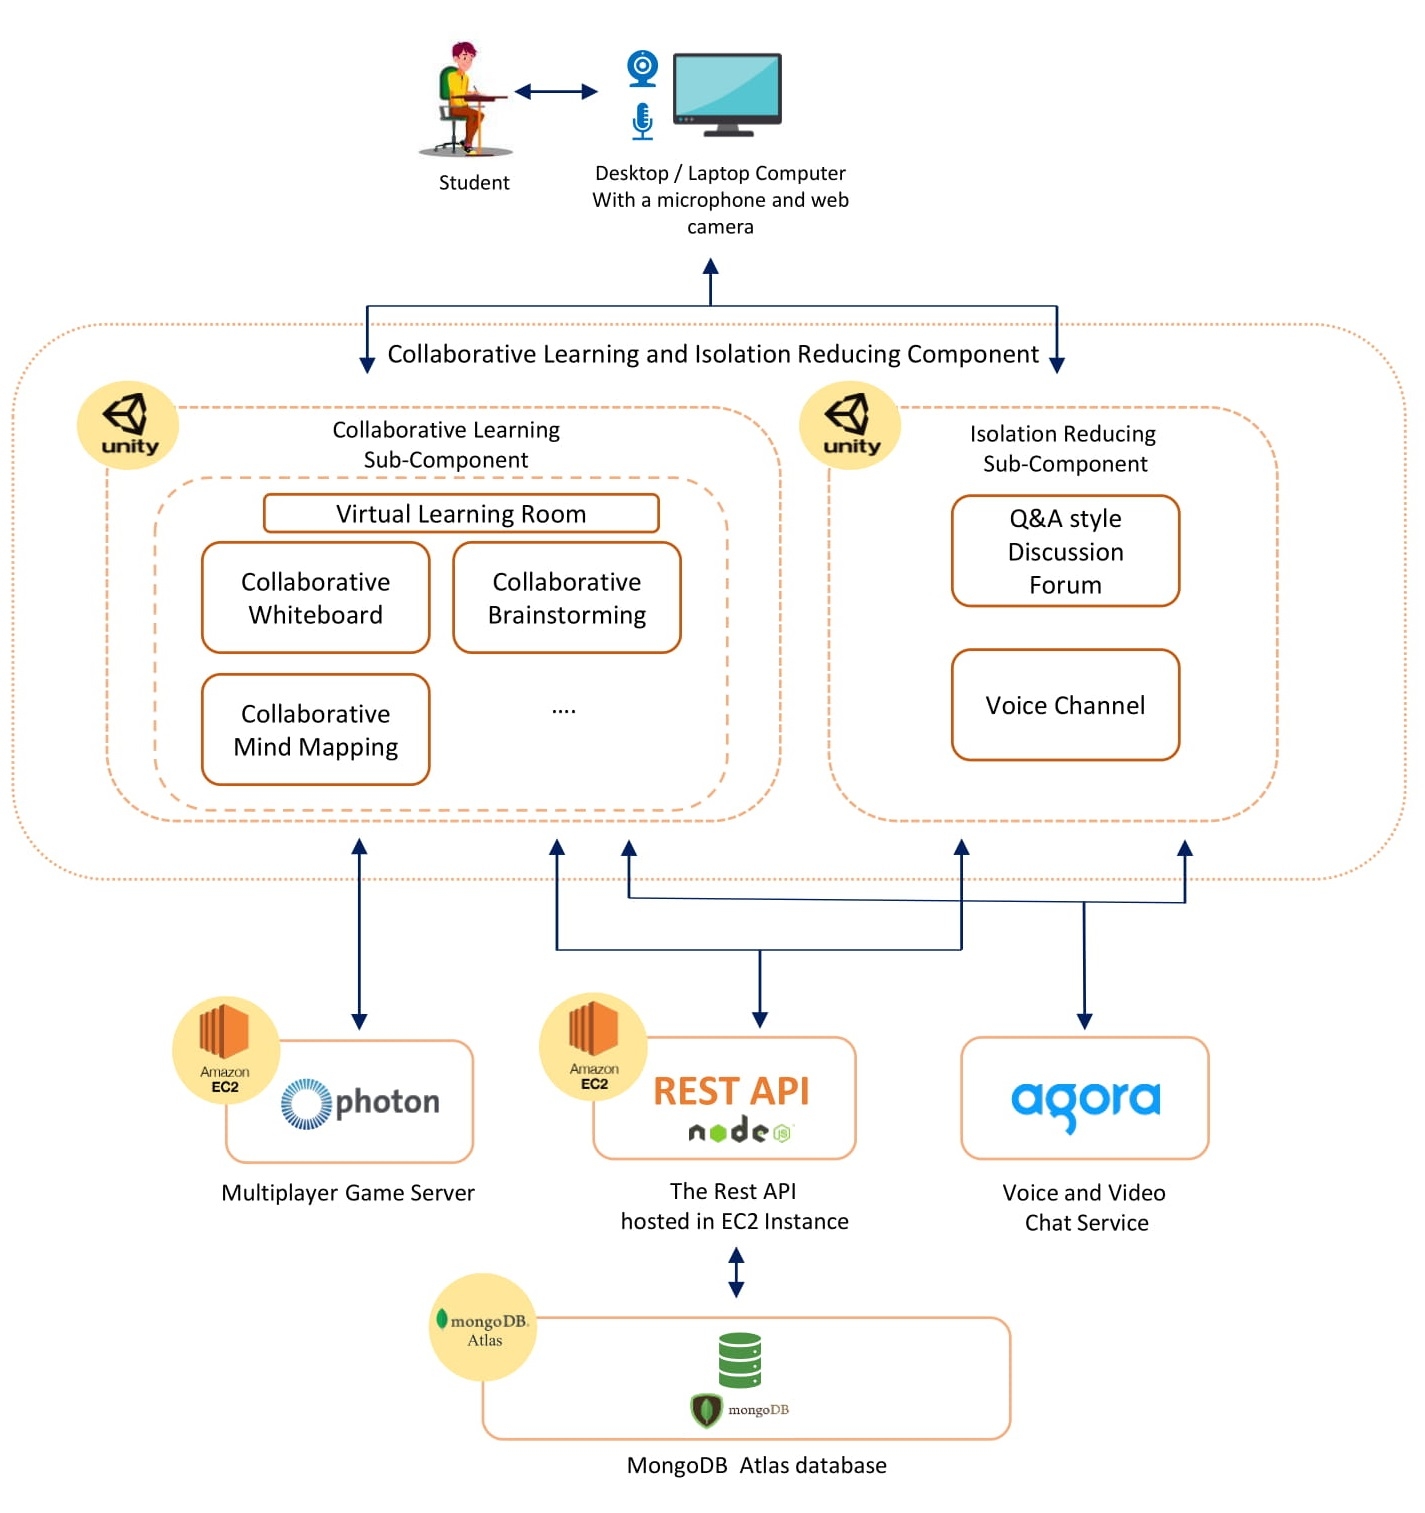 Student
Desktop / Laptop Computer
With a microphone and web
camera
Collaborative Learning and Isolation Reducing Component
unity
Collaborative Learning
Sub-Component
Virtual Learning Room
Collaborative
Whiteboard
Collaborative
Brainstorming
Collaborative
Mind Mapping
....
unity
Isolation Reducing
Sub-Component
Q&A style
Discussion
Forum
Voice Channel
Amazon
EC2
photon
Multiplayer Game Server
Amazon
EC2
REST API
node JS
The Rest API
hosted in EC2 Instance
agora
Voice and Video
Chat Service
mongoDB.
Atlas
mongoDB
MongoDB Atlas database